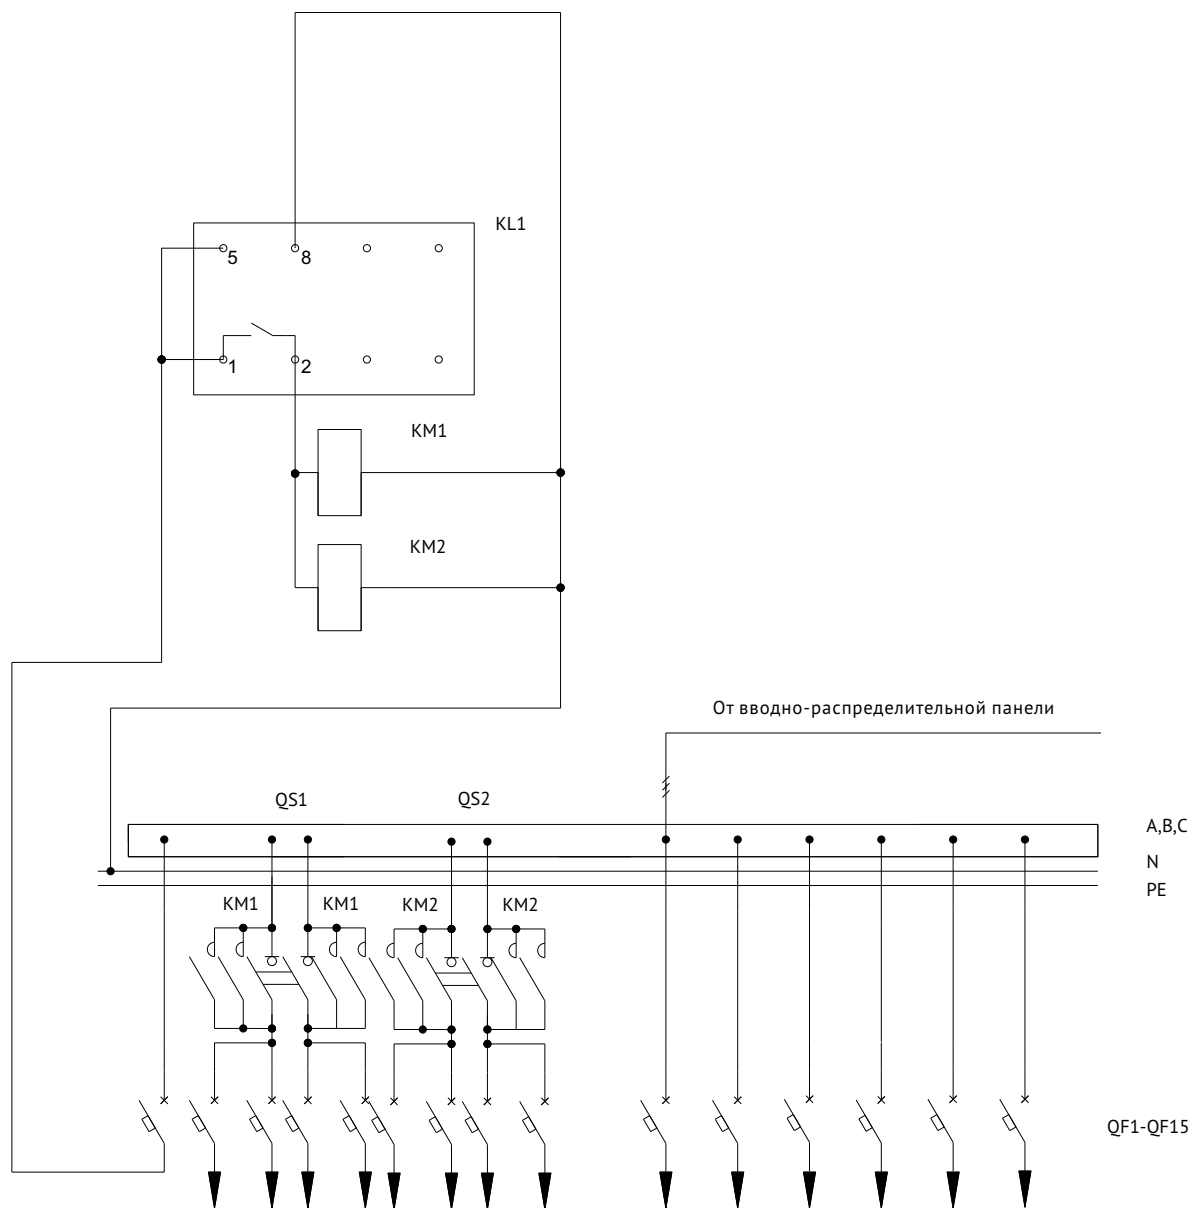 KL1
5
8
1
2
KM1
KM2
От вводно-распределительной панели
QS1
QS2
A,B,C
N
PE
KM1
KM1
KM2
KM2
QF1-QF15